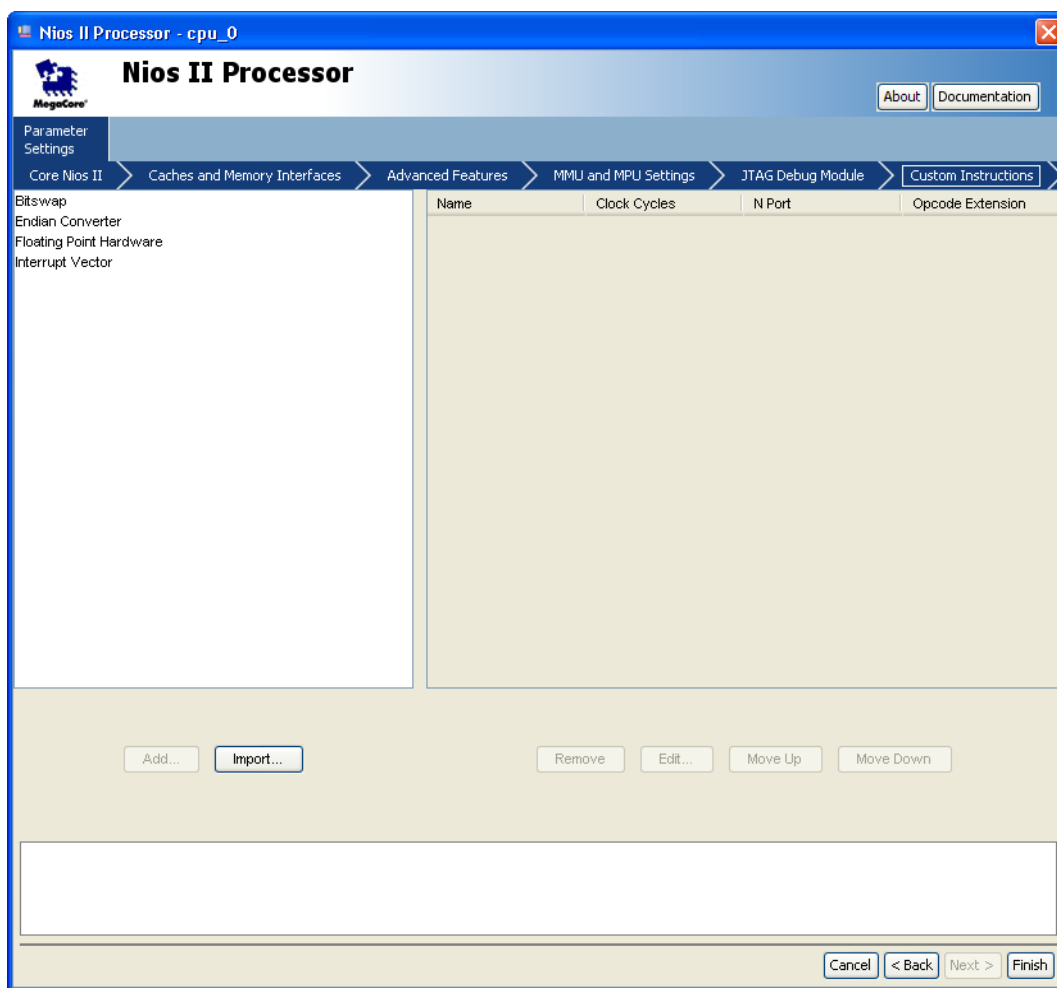 Nios II Processor - cpu_0
MegaCore®
Nios II Processor
About Documentation
Parameter
Settings
Core Nios II Caches and Memory Interfaces Advanced Features MMU and MPU Settings JTAG Debug Module Custom Instructions
Bitswap
Endian Converter
Floating Point Hardware
Interrupt Vector
Name Clock Cycles N Port Opcode Extension
Add... Import... Remove Edit... Move Up Move Down
Cancel < Back Next > Finish